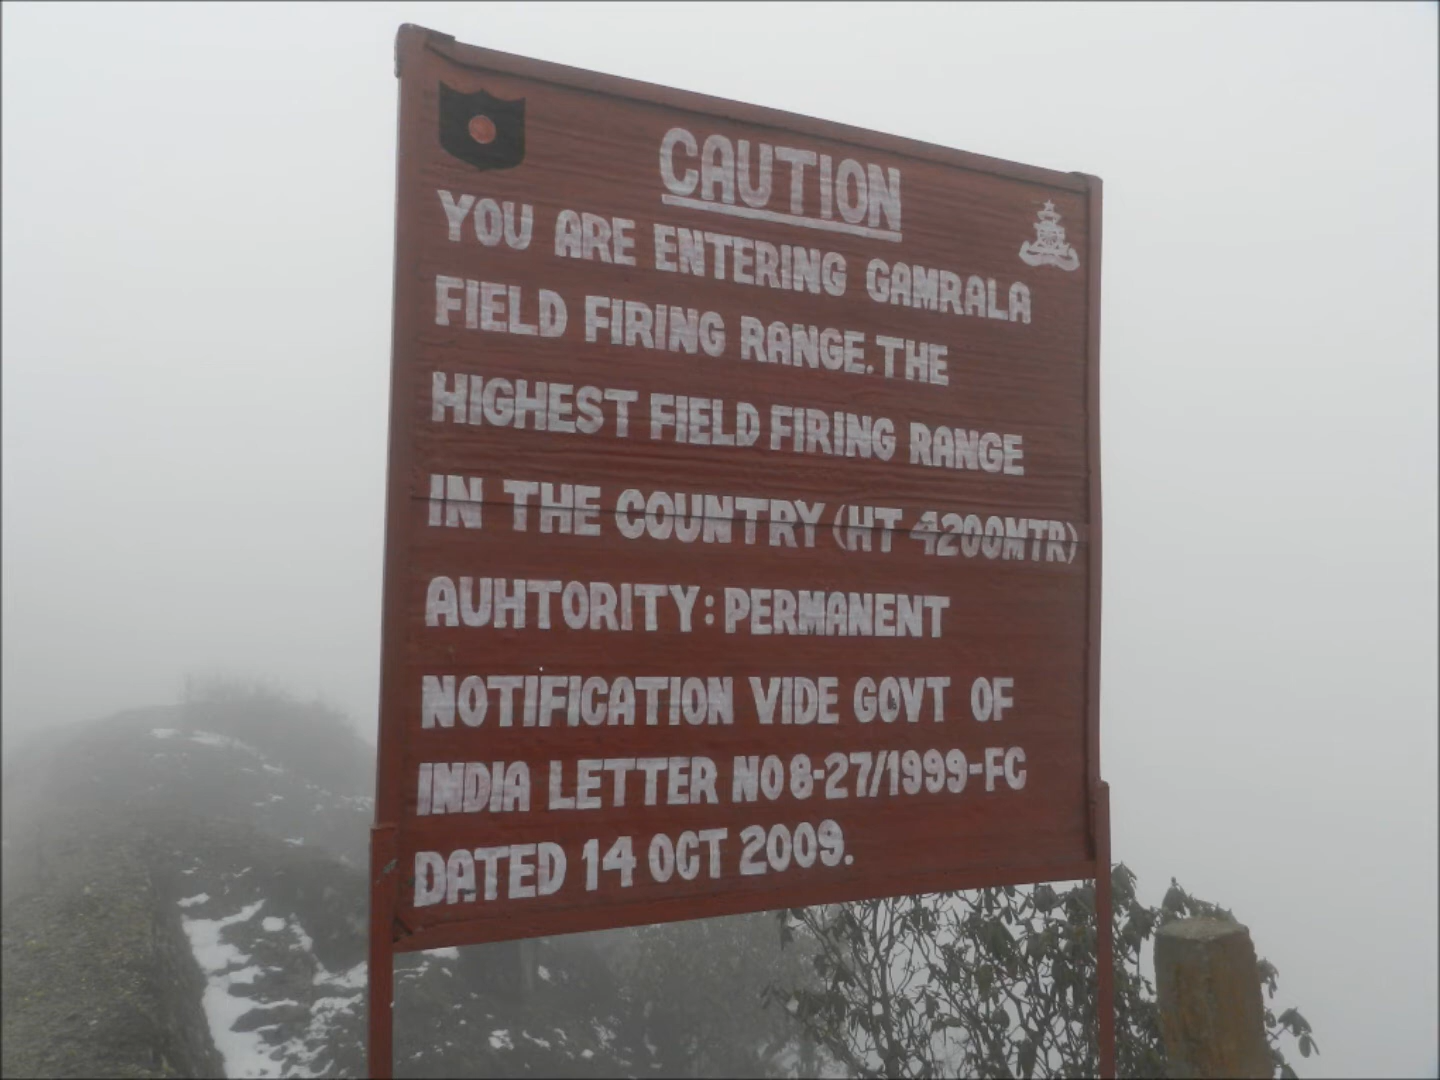 CAUTION
YOU ARE ENTERING GAMRALA
FIELD FIRING RANGE. THE
HIGHEST FIELD FIRING RANGE
IN THE COUNTRY (HT 4200MTR)
AUHTORITY: PERMANENT
NOTIFICATION VIDE GOVT OF
INDIA LETTER NO 8-27/1999-FC
DATED 14 OCT 2009.